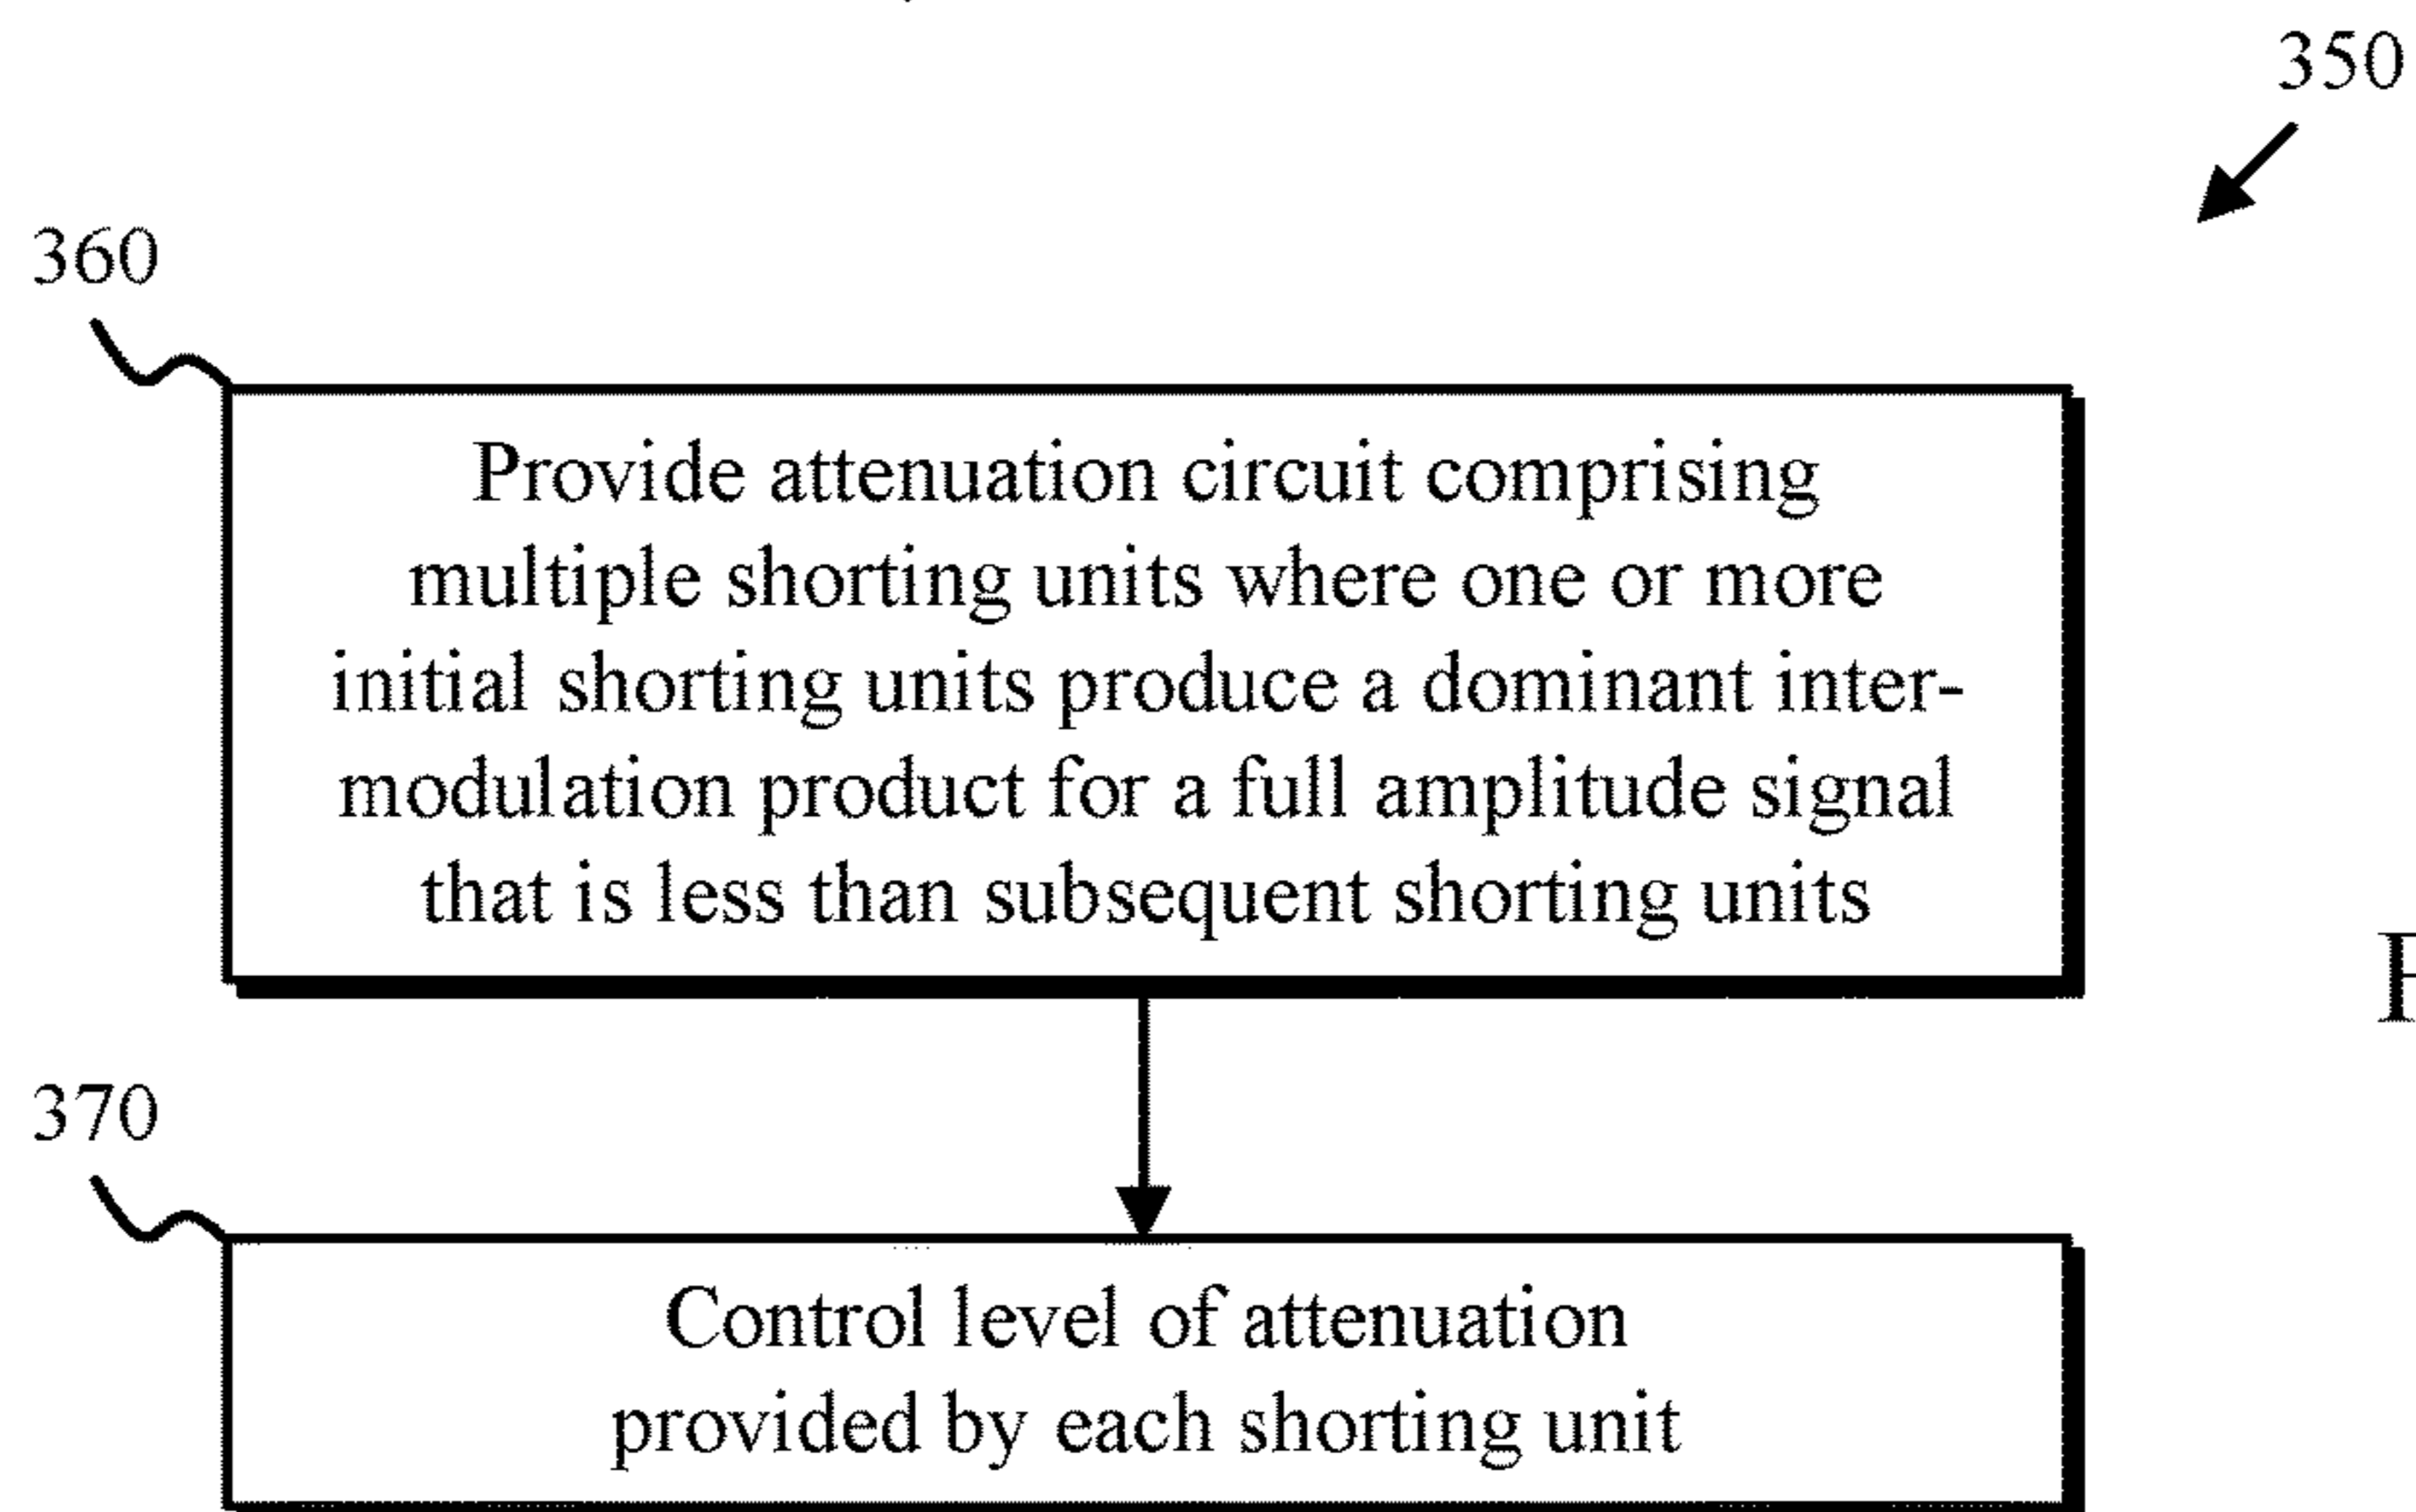 350
360
Provide attenuation circuit comprising
multiple shorting units where one or more
initial shorting units produce a dominant inter-
modulation product for a full amplitude signal
that is less than subsequent shorting units
370
Control level of attenuation
provided by each shorting unit